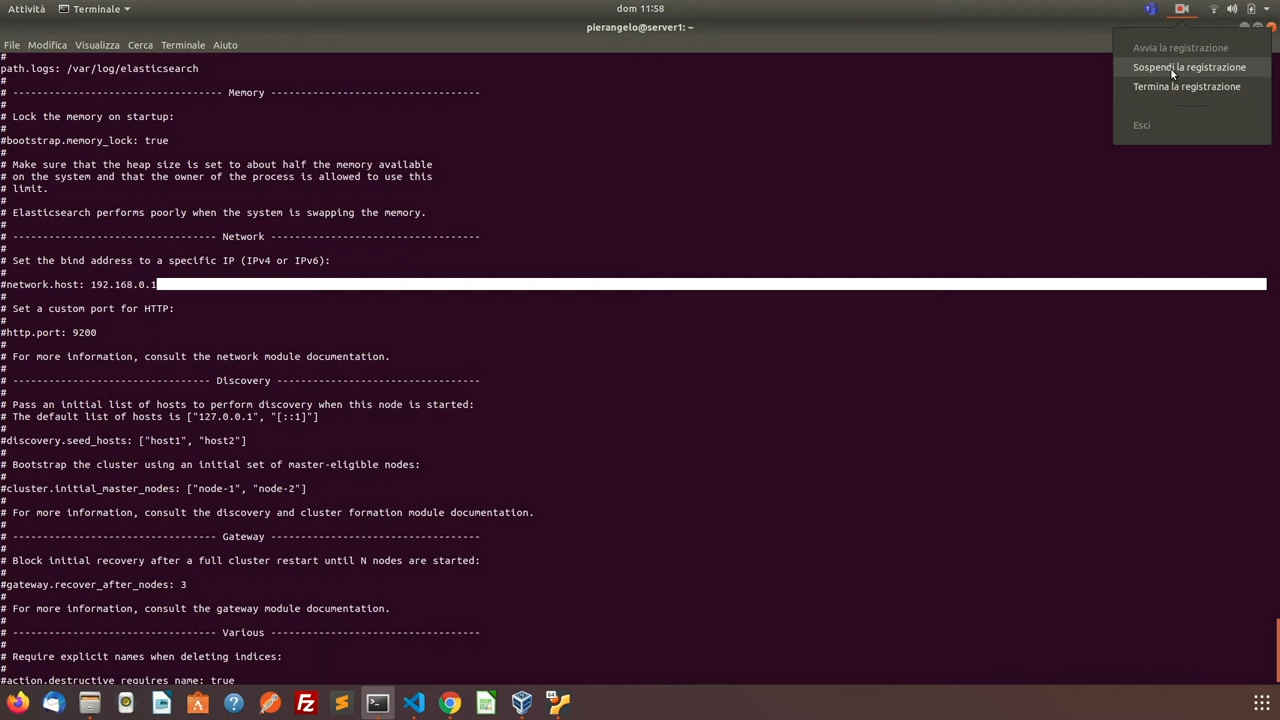 Attività
Terminale
dom 11:58
pierangelo@server1: ~
File Modifica Visualizza Cerca Terminale Aiuto
Avvia la registrazione
Sospendi la registrazione
Termina la registrazione
Esci
#
path.logs: /var/log/elasticsearch
#
# ---------------------------------- Memory -----------------------------------
#
# Lock the memory on startup:
#
#bootstrap.memory_lock: true
#
# Make sure that the heap size is set to about half the memory available
# on the system and that the owner of the process is allowed to use this
# limit.
#
# Elasticsearch performs poorly when the system is swapping the memory.
#
# ---------------------------------- Network -----------------------------------
#
# Set the bind address to a specific IP (IPv4 or IPv6):
#
#network.host: 192.168.0.1
#
# Set a custom port for HTTP:
#
#http.port: 9200
#
# For more information, consult the network module documentation.
#
# --------------------------------- Discovery ----------------------------------
#
# Pass an initial list of hosts to perform discovery when this node is started:
# The default list of hosts is ["127.0.0.1", "[::1]"]
#
#discovery.seed_hosts: ["host1", "host2"]
#
# Bootstrap the cluster using an initial set of master-eligible nodes:
#
#cluster.initial_master_nodes: ["node-1", "node-2"]
#
# For more information, consult the discovery and cluster formation module documentation.
#
# ---------------------------------- Gateway -----------------------------------
#
# Block initial recovery after a full cluster restart until N nodes are started:
#
#gateway.recover_after_nodes: 3
#
# For more information, consult the gateway module documentation.
#
# ---------------------------------- Various -----------------------------------
#
# Require explicit names when deleting indices:
#
#action.destructive_requires_name: true
64